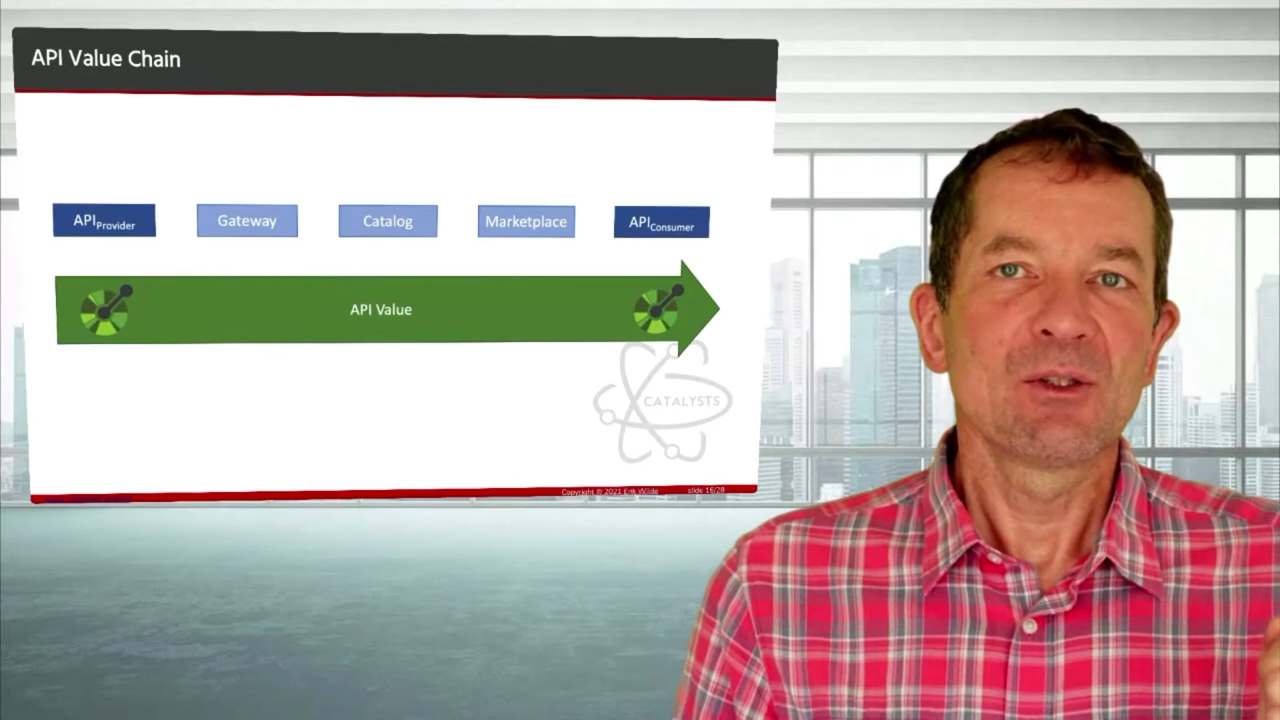 API Value Chain
APIProvider
Gateway
Catalog
Marketplace
APIConsumer
API Value
CATALYSTS
Copyright © 2021 Erik Wilde
slide 16/28